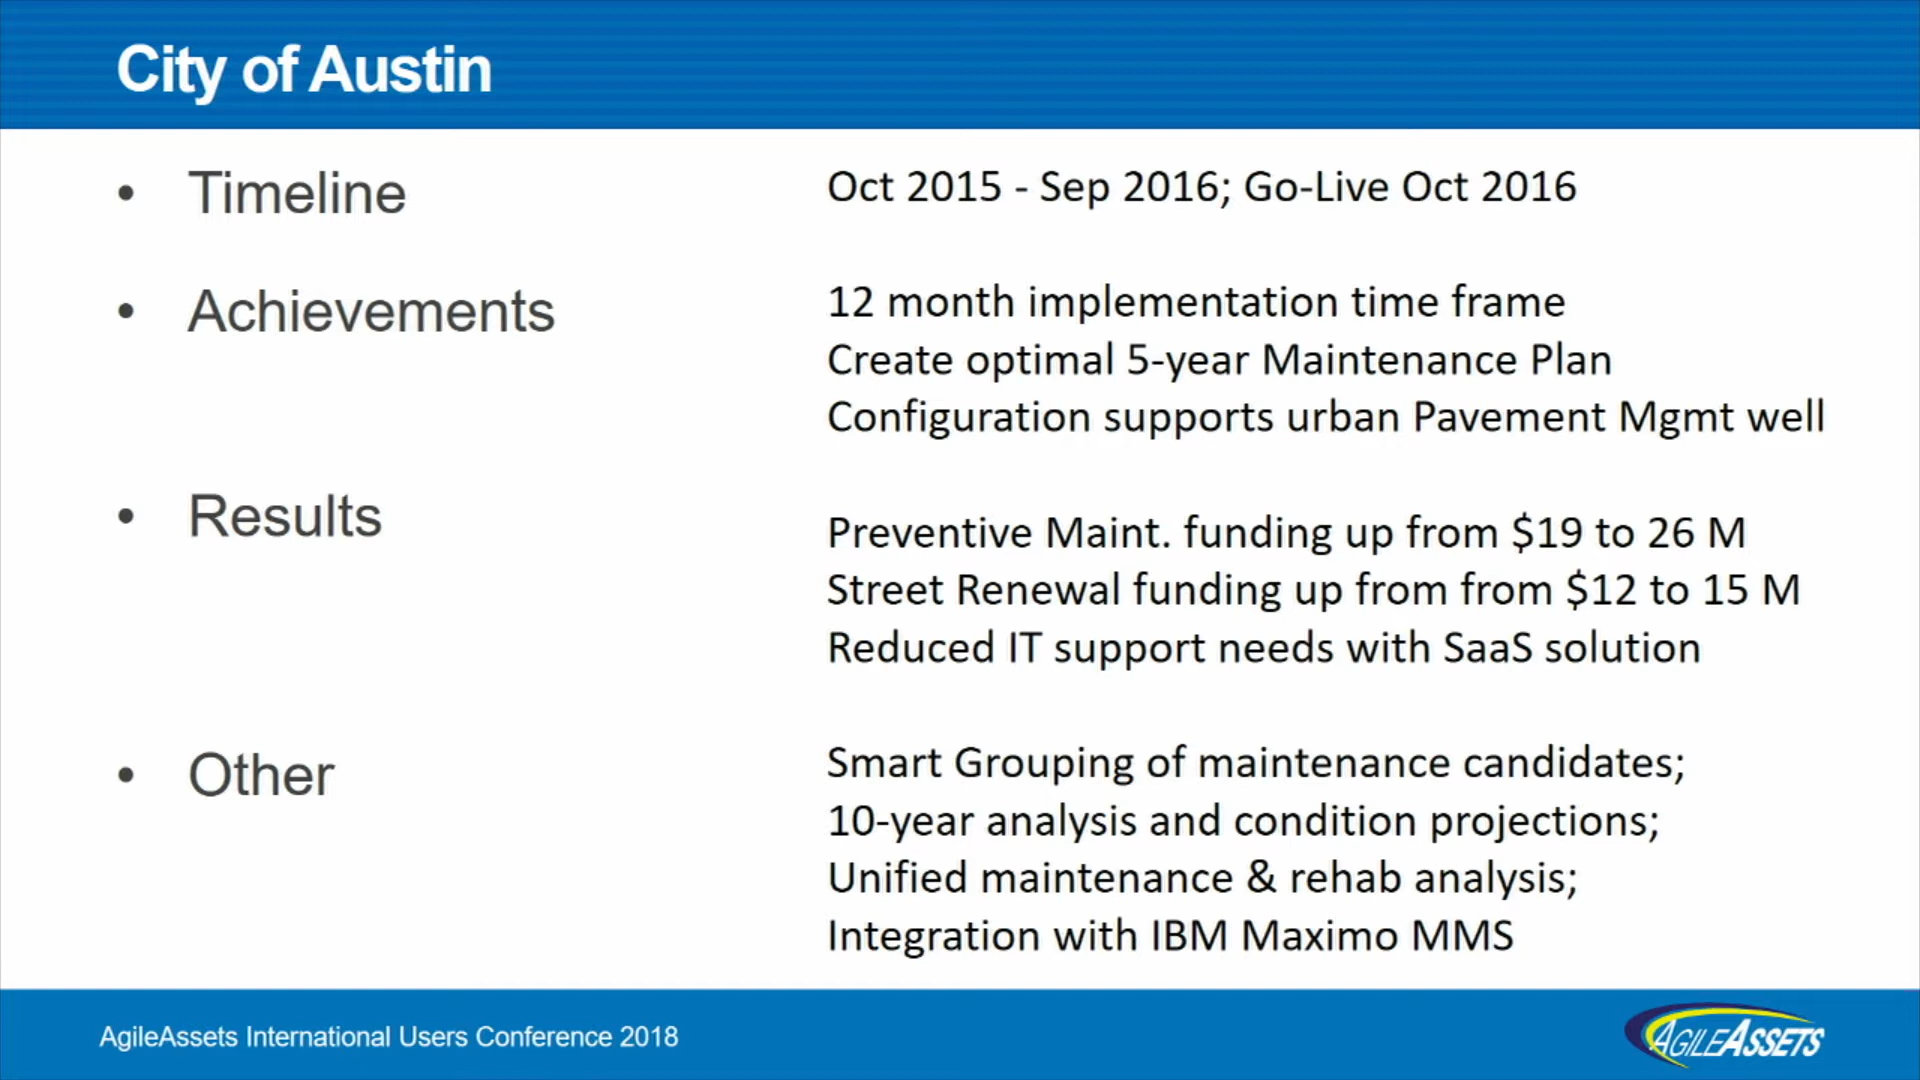 City of Austin
• Timeline
Oct 2015 - Sep 2016; Go-Live Oct 2016
• Achievements
12 month implementation time frame
Create optimal 5-year Maintenance Plan
Configuration supports urban Pavement Mgmt well
• Results
Preventive Maint. funding up from $19 to 26 M
Street Renewal funding up from from $12 to 15 M
Reduced IT support needs with SaaS solution
• Other
Smart Grouping of maintenance candidates;
10-year analysis and condition projections;
Unified maintenance & rehab analysis;
Integration with IBM Maximo MMS
AgileAssets International Users Conference 2018
AGILEASSETS